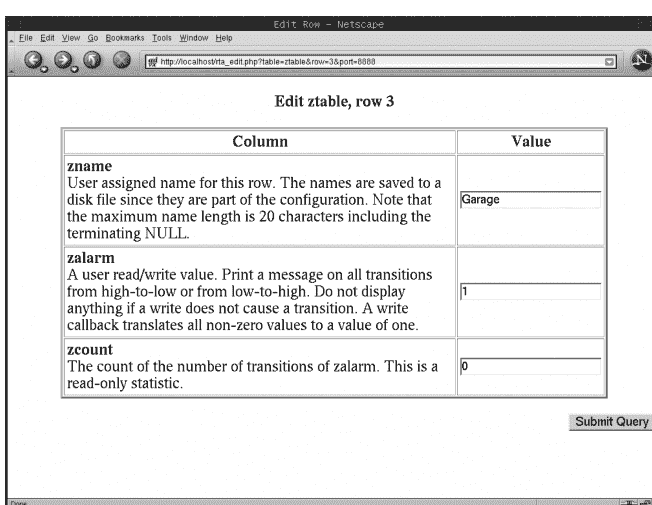 Edit Row - Netscape
File Edit View Go Bookmarks Tools Window Help
http://localhost/rta_edit.php?table=ztable&row=3&port=8888
N
Edit ztable, row 3
Column Value
zname
User assigned name for this row. The names are saved to a
disk file since they are part of the configuration. Note that
the maximum name length is 20 characters including the
terminating NULL.
Garage
zalarm
A user read/write value. Print a message on all transitions
from high-to-low or from low-to-high. Do not display
anything if a write does not cause a transition. A write
callback translates all non-zero values to a value of one.
1
zcount
The count of the number of transitions of zalarm. This is a
read-only statistic.
0
Submit Query
Done